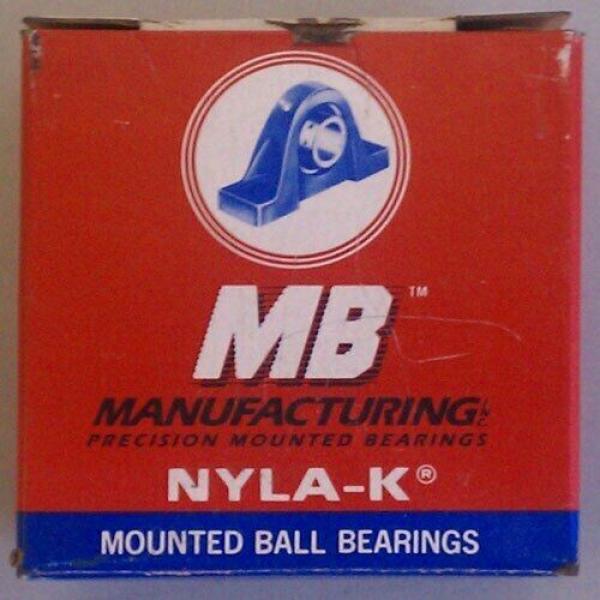 MB™
MANUFACTURING INC.
PRECISION MOUNTED BEARINGS
NYLA-K®
MOUNTED BALL BEARINGS